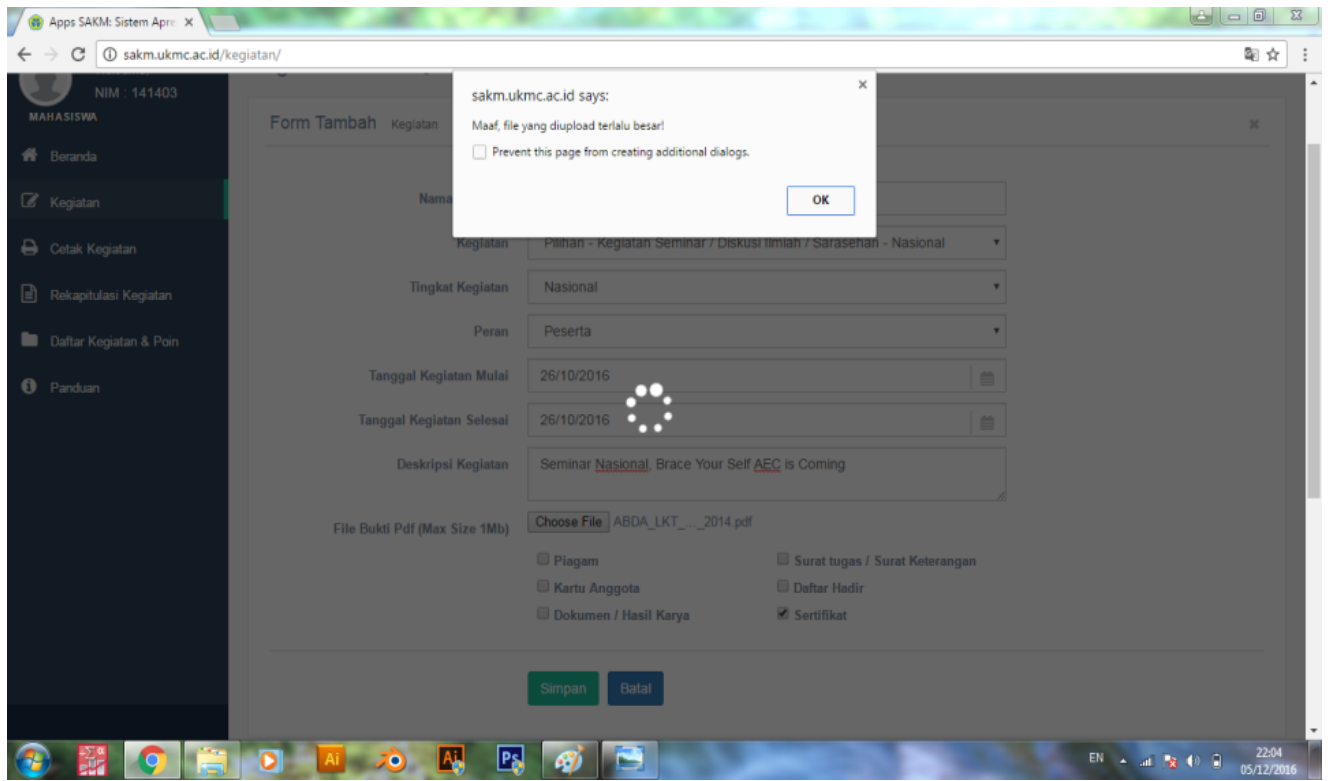 Apps SAKM: Sistem Apre
sakm.ukmc.ac.id/kegiatan/
NIM : 141403
MAHASISWA
Beranda
Kegiatan
Cetak Kegiatan
Rekapitulasi Kegiatan
Daftar Kegiatan & Poin
Panduan
sakm.ukmc.ac.id says:
Maaf, file yang diupload terlalu besar!
Prevent this page from creating additional dialogs.
OK
Form Tambah Kegiatan
Nama
Kegiatan Pilihan - Kegiatan Seminar / Diskusi Ilmiah / Sarasehan - Nasional
Tingkat Kegiatan Nasional
Peran Peserta
Tanggal Kegiatan Mulai 26/10/2016
Tanggal Kegiatan Selesai 26/10/2016
Deskripsi Kegiatan Seminar Nasional, Brace Your Self AEC is Coming
File Bukti Pdf (Max Size 1Mb) Choose File ABDA_LKT_..._2014.pdf
Piagam Surat tugas / Surat Keterangan
Kartu Anggota Daftar Hadir
Dokumen / Hasil Karya Sertifikat
Simpan Batal
Ai Ai Ps
EN 22:04
05/12/2016